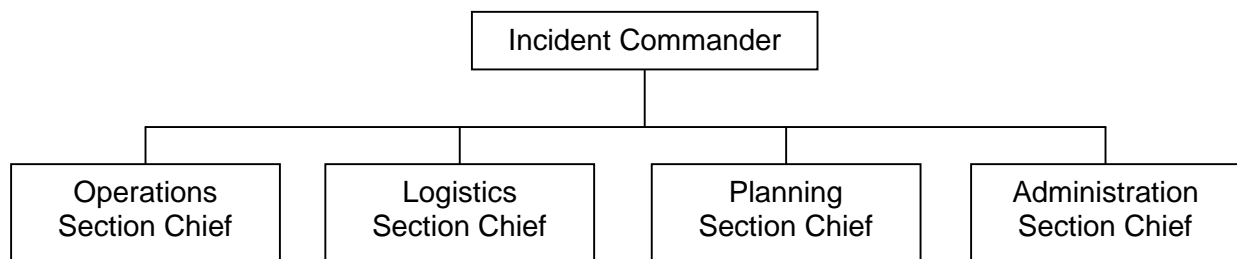 Incident Commander
Operations
Section Chief
Logistics
Section Chief
Planning
Section Chief
Administration
Section Chief